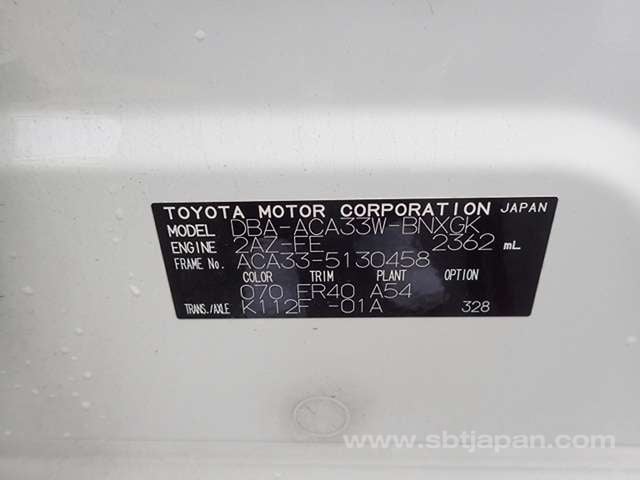 TOYOTA MOTOR CORPORATION JAPAN
MODEL DBA-ACA33W-BNXGK
ENGINE 2AZ-FE 2362 mL
FRAME No. ACA33-5130458
COLOR TRIM PLANT OPTION
070 FR40 A54
TRANS./AXLE K112F -01A 328
www.sbtjapan.com